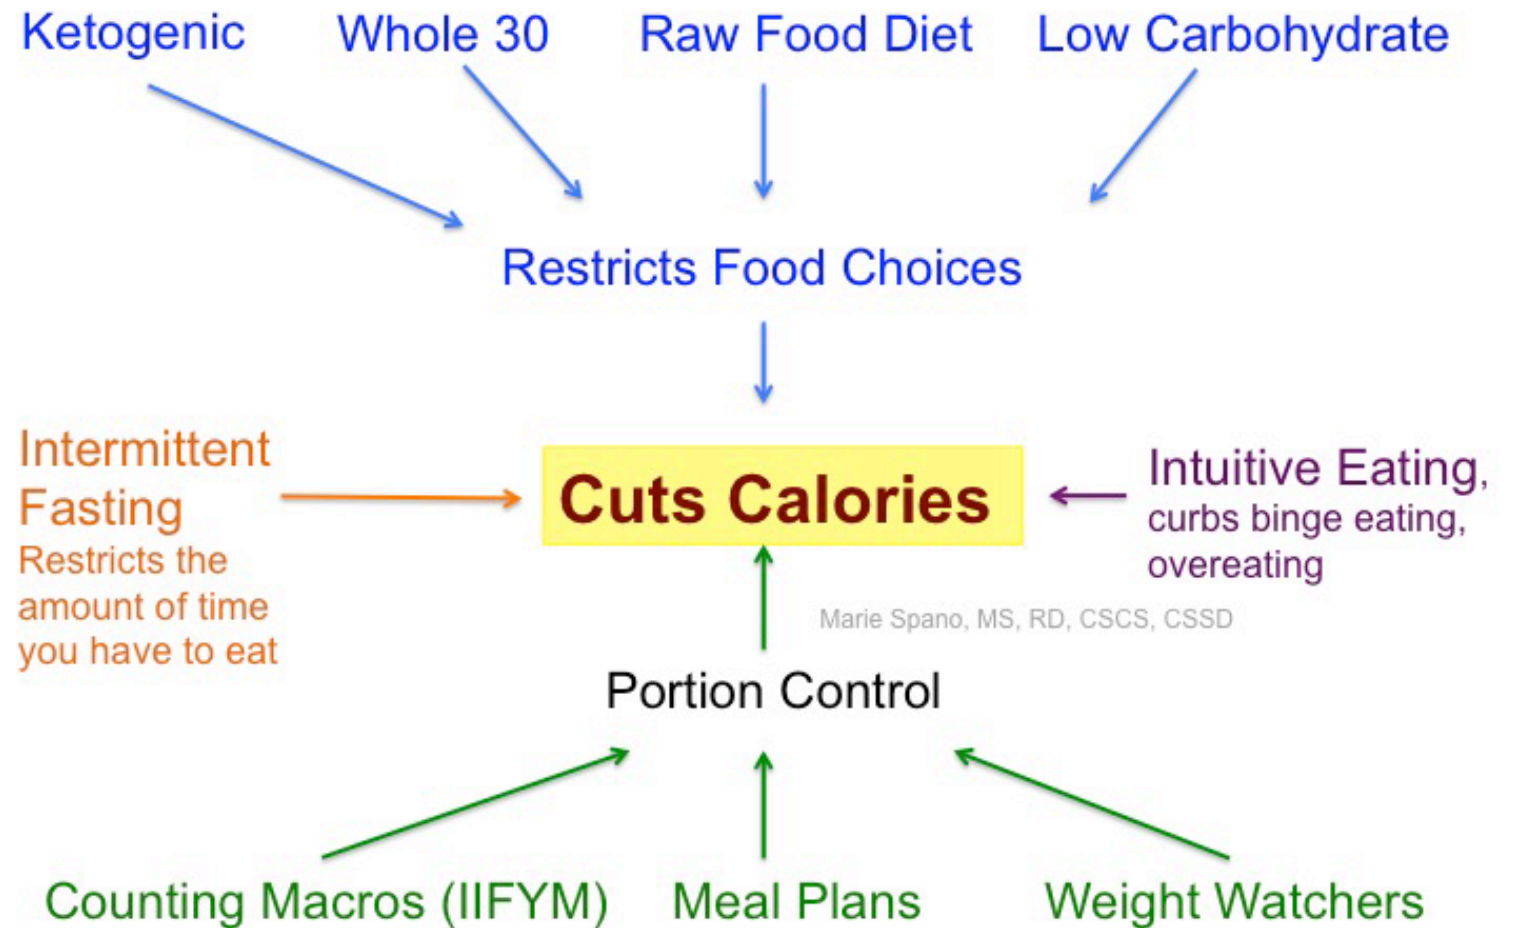 Ketogenic
Whole 30
Raw Food Diet
Low Carbohydrate
Restricts Food Choices
Intermittent
Fasting
Restricts the
amount of time
you have to eat
Cuts Calories
Intuitive Eating,
curbs binge eating,
overeating
Marie Spano, MS, RD, CSCS, CSSD
Portion Control
Counting Macros (IIFYM)
Meal Plans
Weight Watchers